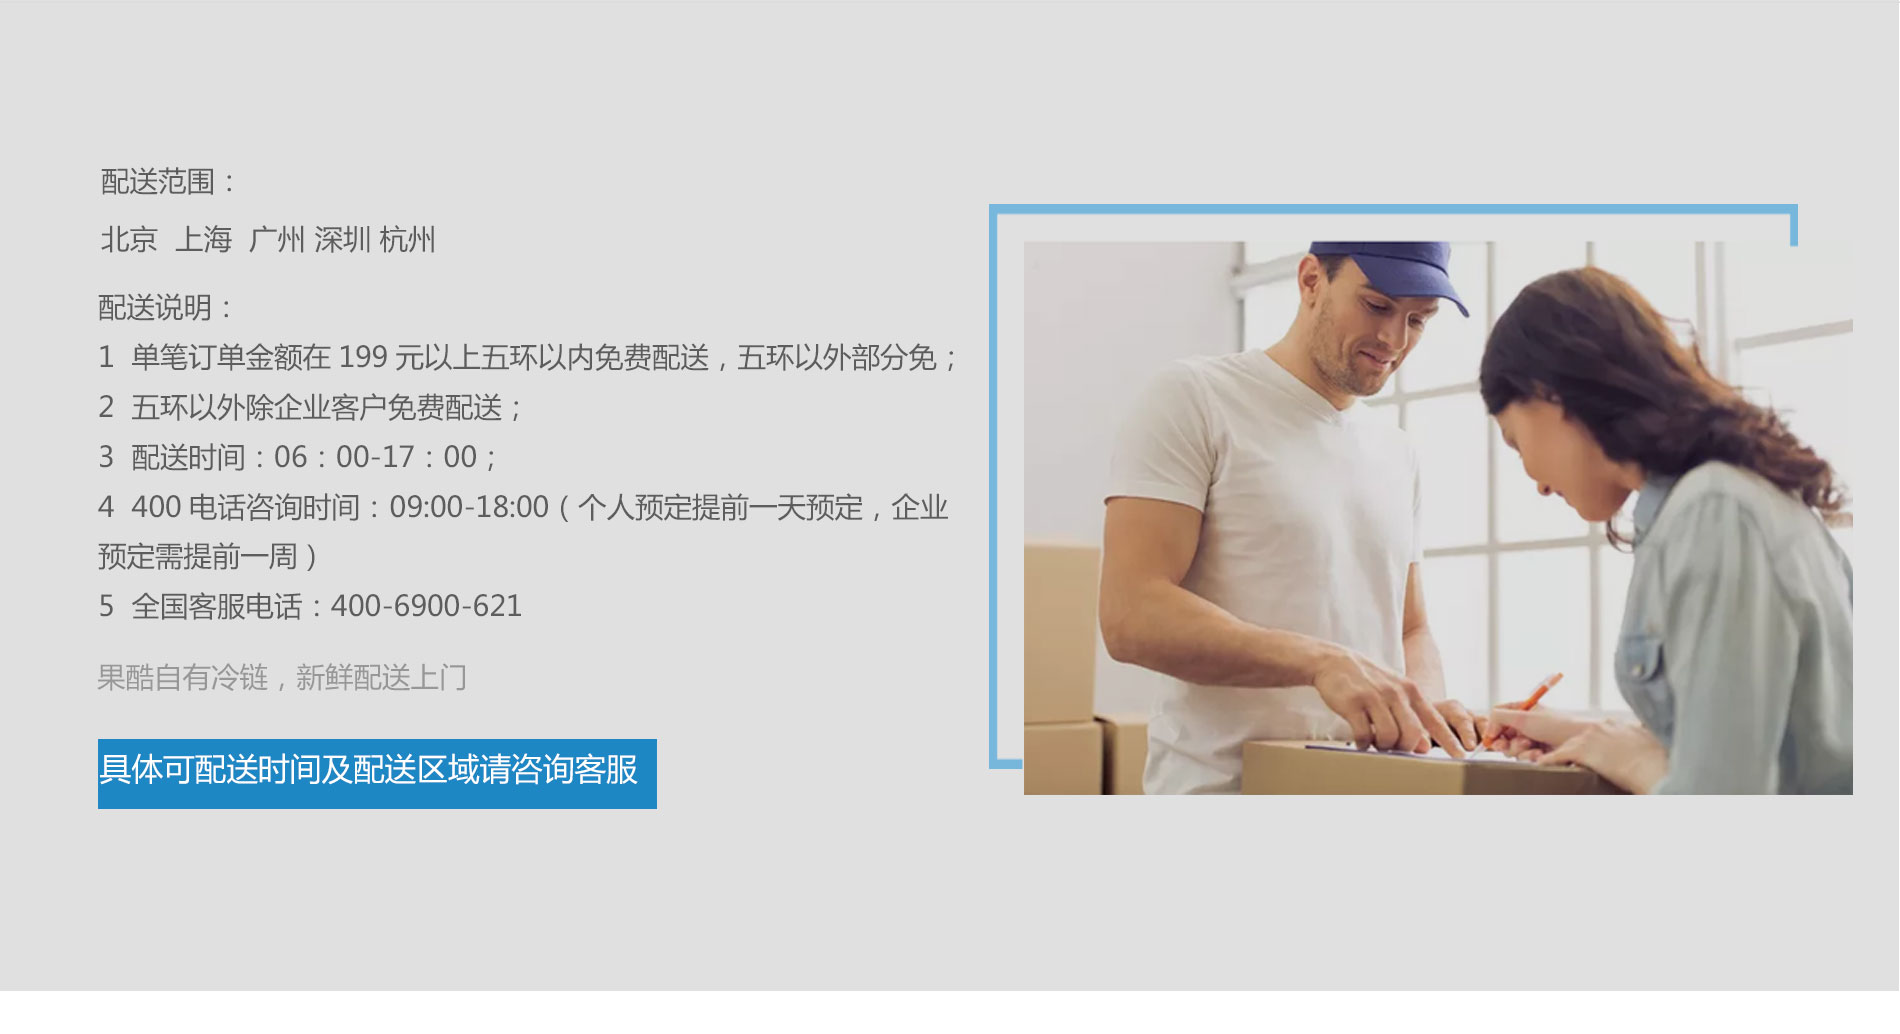 配送范围：
北京 上海 广州 深圳 杭州
配送说明：
1 单笔订单金额在 199 元以上五环以内免费配送，五环以外部分免；
2 五环以外除企业客户免费配送；
3 配送时间：06：00-17：00；
4 400 电话咨询时间：09:00-18:00（个人预定提前一天预定，企业
预定需提前一周）
5 全国客服电话：400-6900-621
果酷自有冷链，新鲜配送上门
具体可配送时间及配送区域请咨询客服